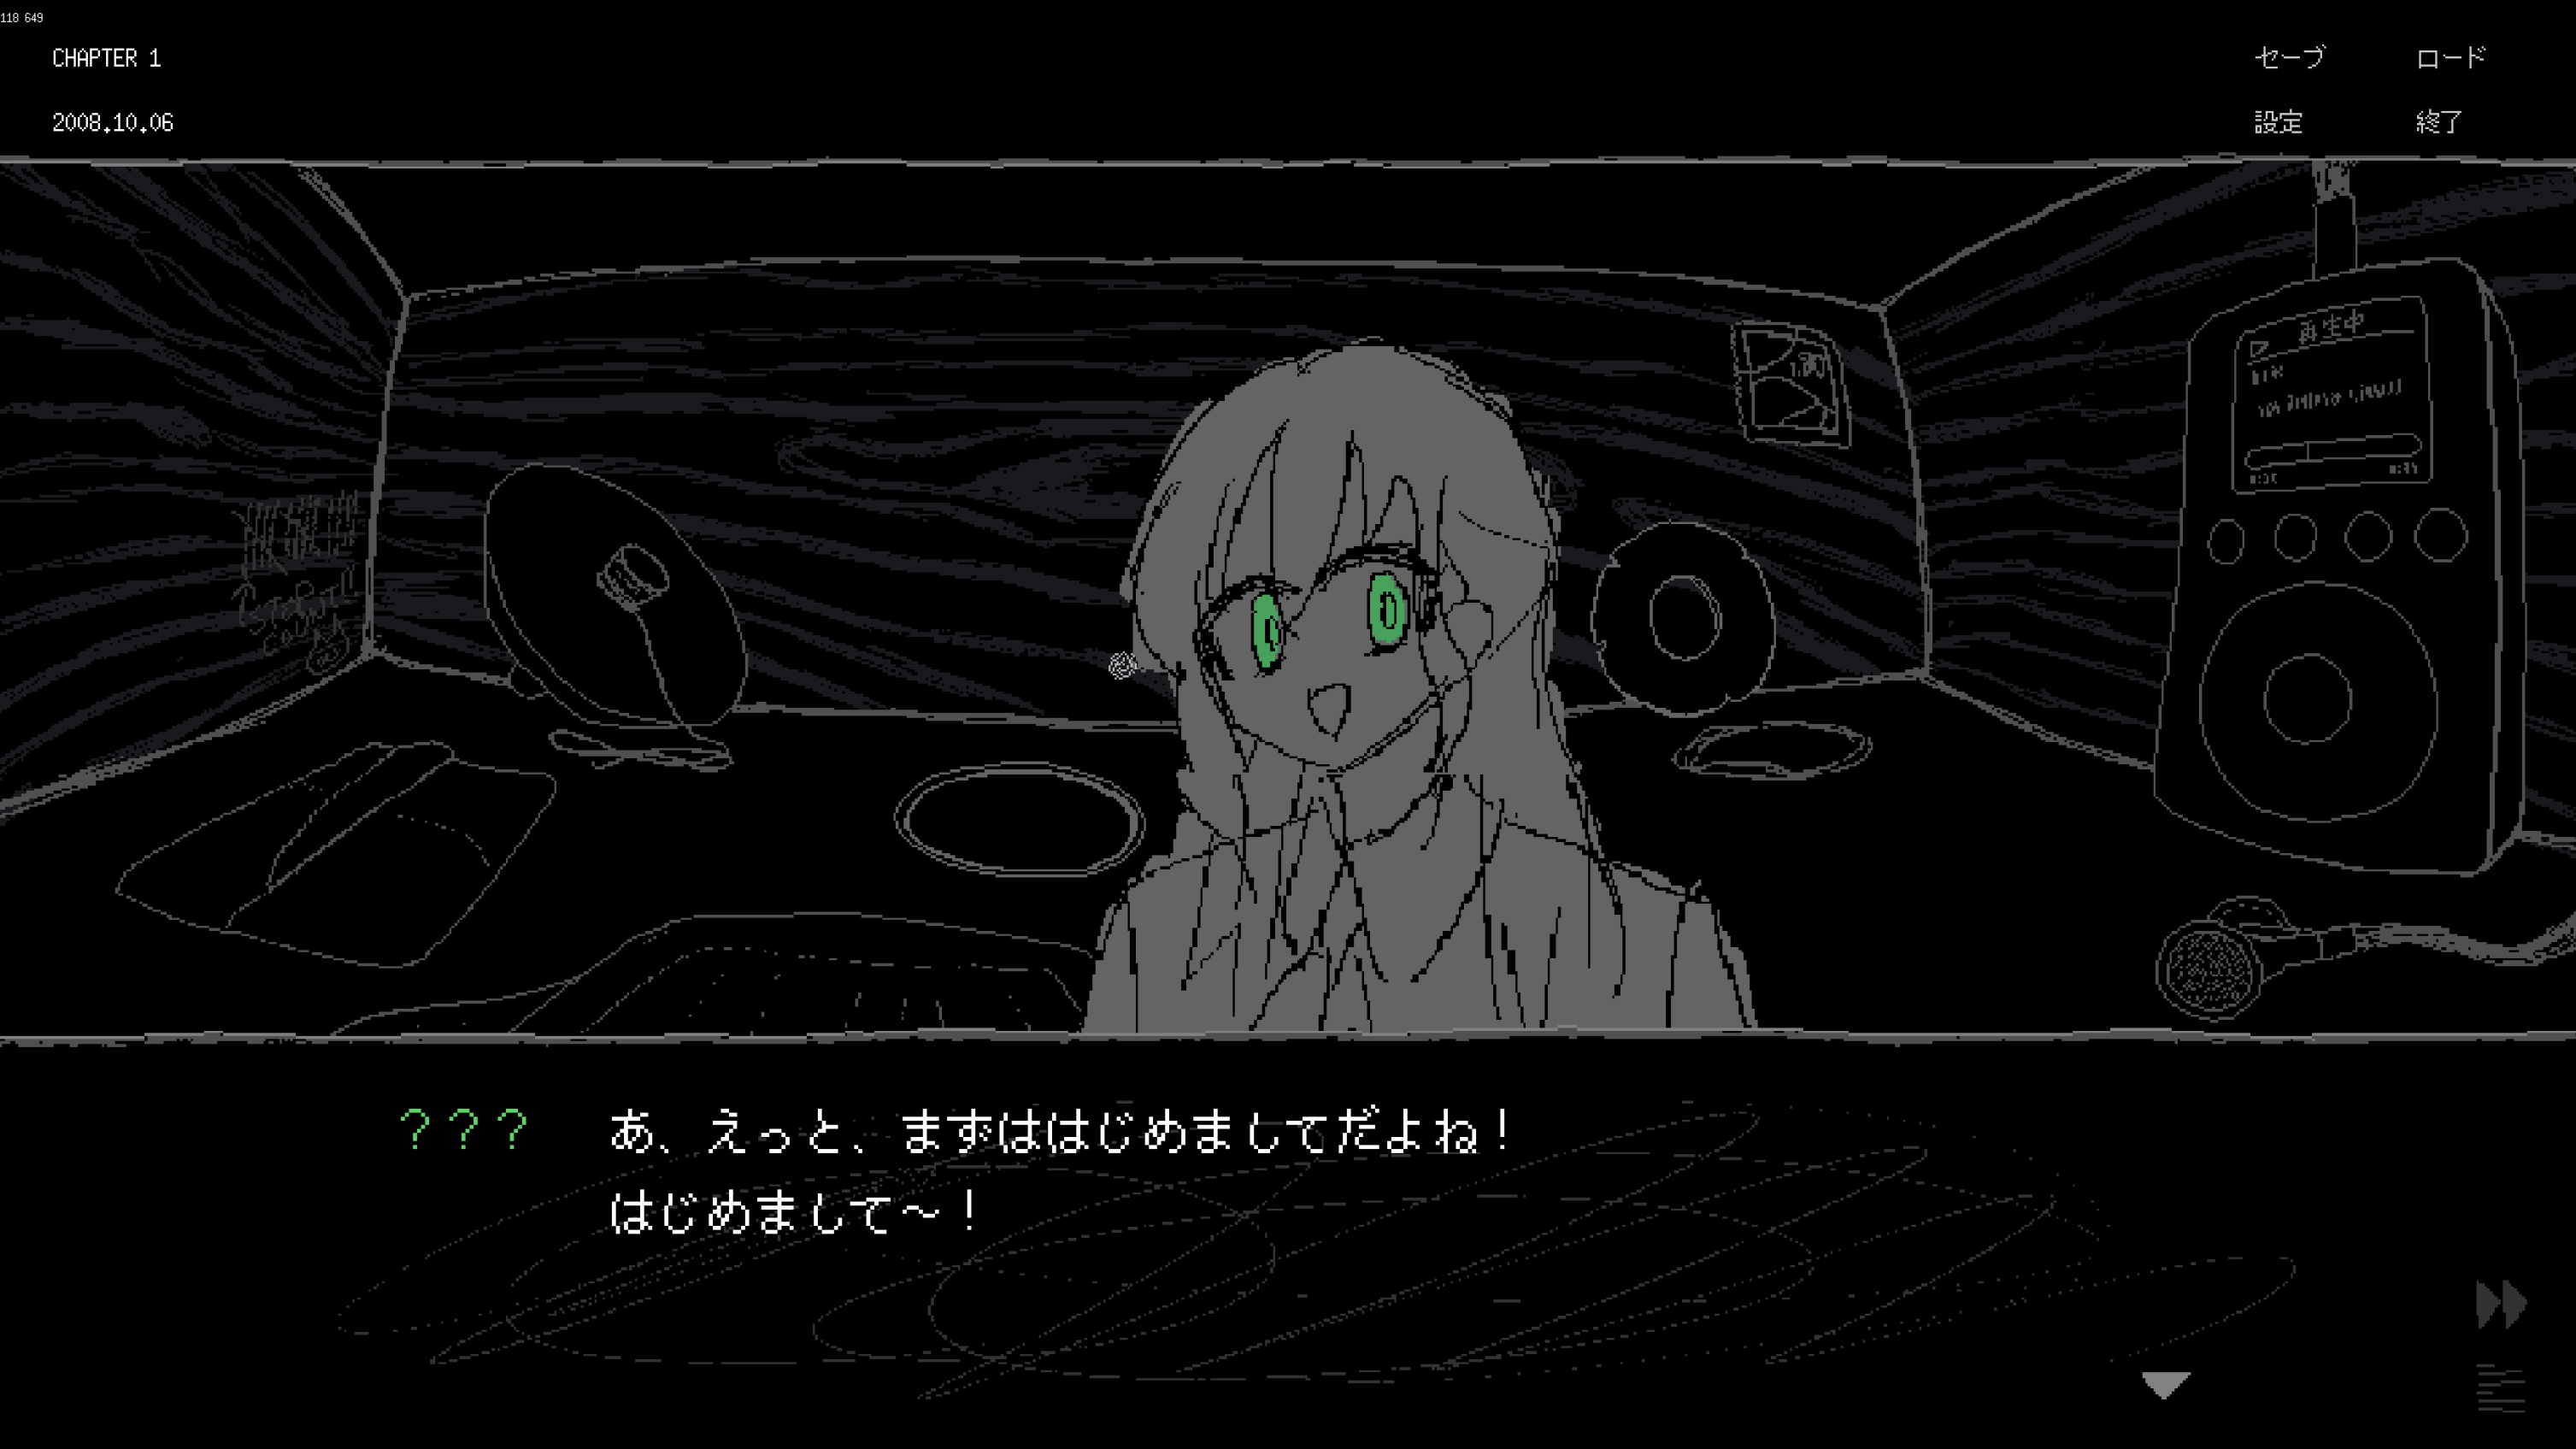 118 649
CHAPTER 1
セーブ ロード
2008.10.06
設定 終了
再生中
???
あ、えっと、まずははじめましてだよね!
はじめまして～!